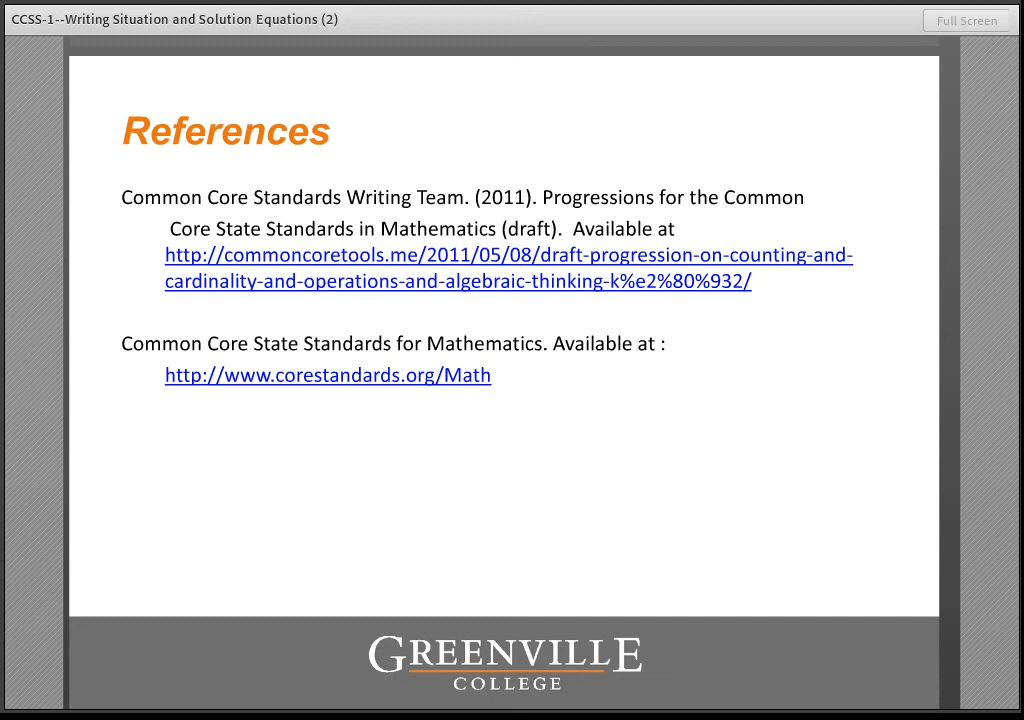 CCSS-1--Writing Situation and Solution Equations (2)
Full Screen
References
Common Core Standards Writing Team. (2011). Progressions for the Common
Core State Standards in Mathematics (draft).  Available at
http://commoncoretools.me/2011/05/08/draft-progression-on-counting-and-
cardinality-and-operations-and-algebraic-thinking-k%e2%80%932/
Common Core State Standards for Mathematics. Available at :
http://www.corestandards.org/Math
GREENVILLE
COLLEGE